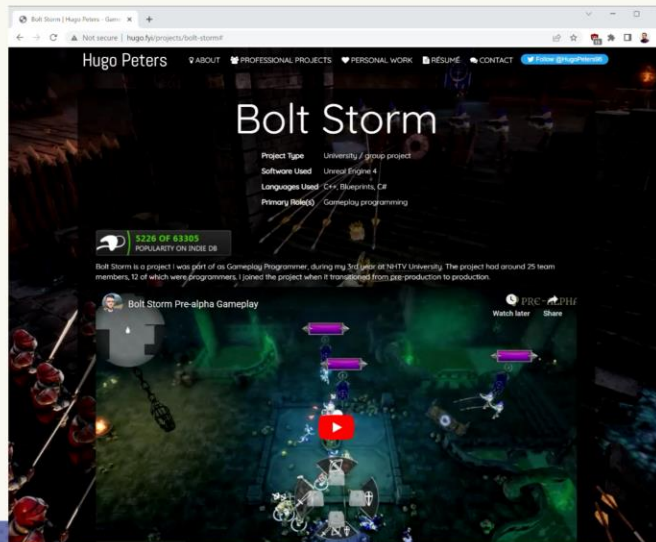 Bolt Storm | Hugo Peters - Game
Not secure | hugo.fyi/projects/bolt-storm#
Hugo Peters
ABOUT
PROFESSIONAL PROJECTS
PERSONAL WORK
RÉSUMÉ
CONTACT
Follow @HugoPeters96
Bolt Storm
Project Type University / group project
Software Used Unreal Engine 4
Languages Used C++, Blueprints, C#
Primary Role(s) Gameplay programming
5226 OF 63305
POPULARITY ON INDIE DB
Bolt Storm is a project I was part of as Gameplay Programmer, during my 3rd year at NHTV University. The project had around 25 team
members, 12 of which were programmers. I joined the project when it transitioned from pre-production to production.
Bolt Storm Pre-alpha Gameplay
PRE-ALPHA
Watch later
Share